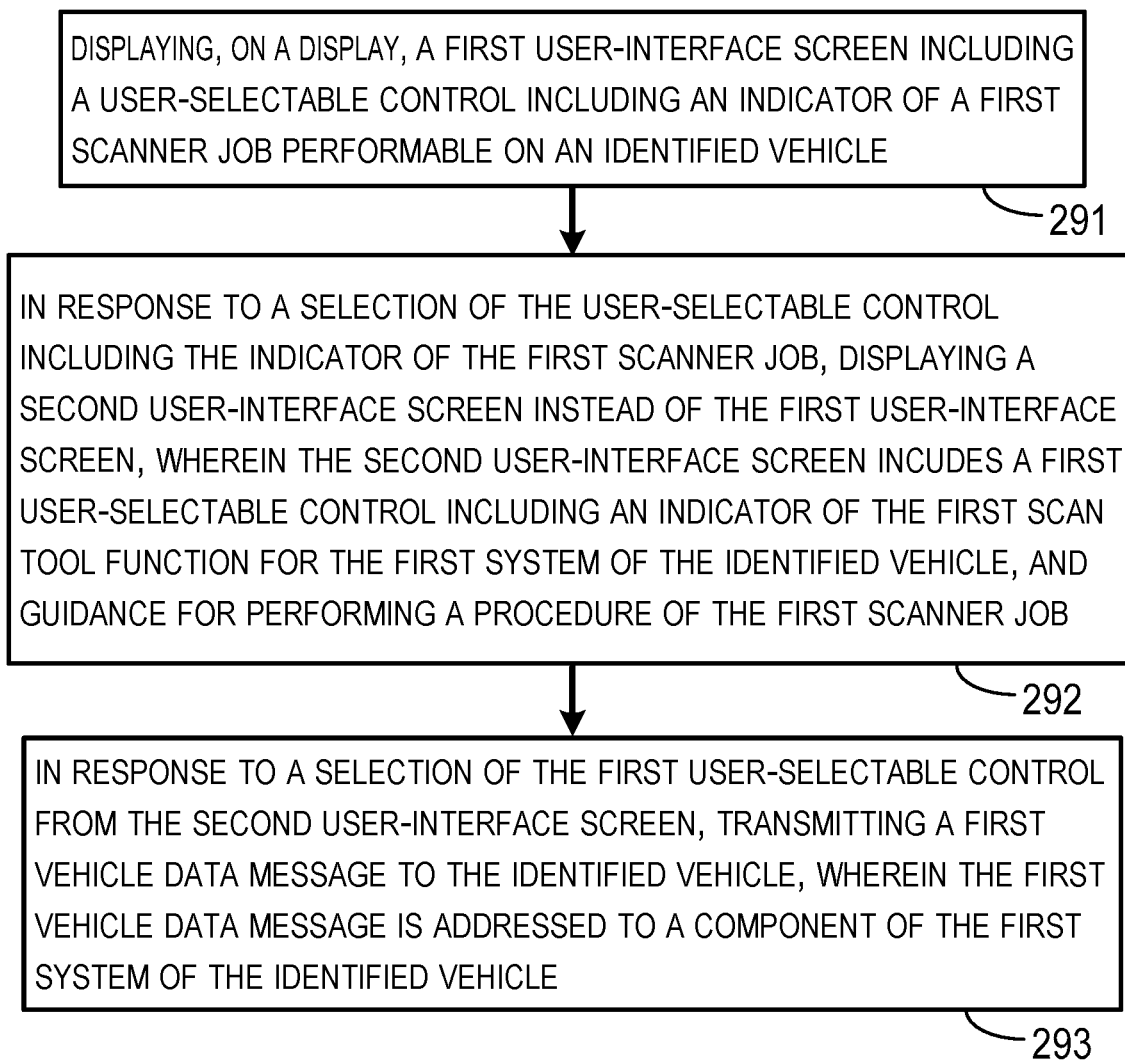 DISPLAYING, ON A DISPLAY, A FIRST USER-INTERFACE SCREEN INCLUDING
A USER-SELECTABLE CONTROL INCLUDING AN INDICATOR OF A FIRST
SCANNER JOB PERFORMABLE ON AN IDENTIFIED VEHICLE
291
IN RESPONSE TO A SELECTION OF THE USER-SELECTABLE CONTROL
INCLUDING THE INDICATOR OF THE FIRST SCANNER JOB, DISPLAYING A
SECOND USER-INTERFACE SCREEN INSTEAD OF THE FIRST USER-INTERFACE
SCREEN, WHEREIN THE SECOND USER-INTERFACE SCREEN INCUDES A FIRST
USER-SELECTABLE CONTROL INCLUDING AN INDICATOR OF THE FIRST SCAN
TOOL FUNCTION FOR THE FIRST SYSTEM OF THE IDENTIFIED VEHICLE, AND
GUIDANCE FOR PERFORMING A PROCEDURE OF THE FIRST SCANNER JOB
292
IN RESPONSE TO A SELECTION OF THE FIRST USER-SELECTABLE CONTROL
FROM THE SECOND USER-INTERFACE SCREEN, TRANSMITTING A FIRST
VEHICLE DATA MESSAGE TO THE IDENTIFIED VEHICLE, WHEREIN THE FIRST
VEHICLE DATA MESSAGE IS ADDRESSED TO A COMPONENT OF THE FIRST
SYSTEM OF THE IDENTIFIED VEHICLE
293